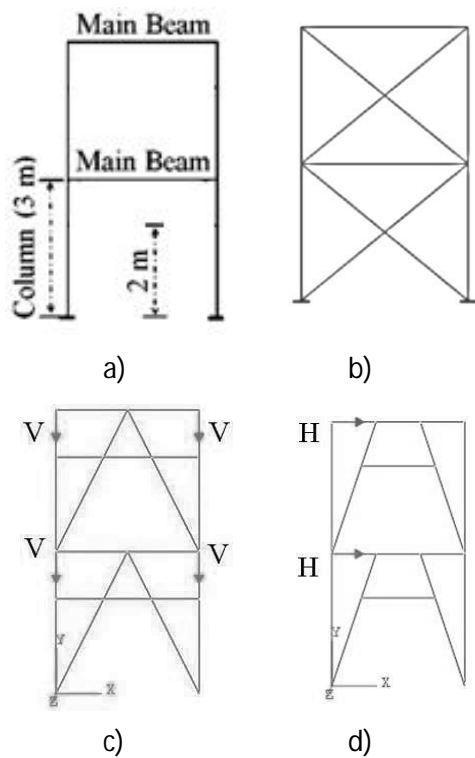 Main Beam
Main Beam
Column (3 m)
2 m
a)
b)
V V
V V
Y
X
Z
c)
H
H
Y
X
Z
d)